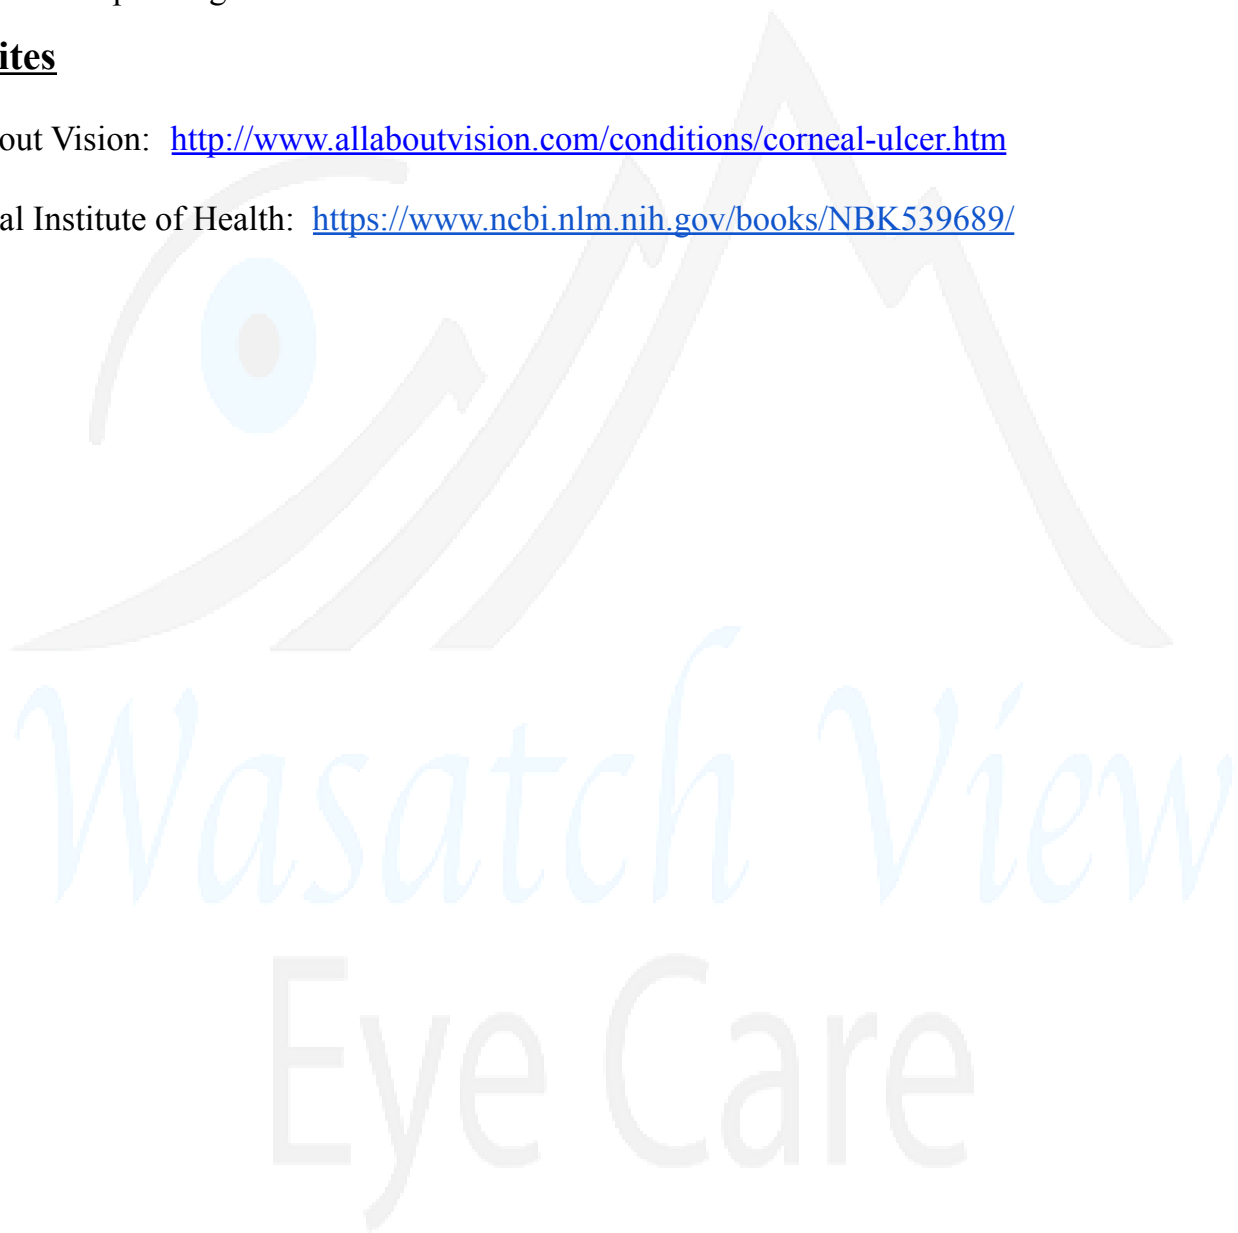 ites
out Vision: http://www.allaboutvision.com/conditions/corneal-ulcer.htm
al Institute of Health: https://www.ncbi.nlm.nih.gov/books/NBK539689/
Wasatch View
Eye Care